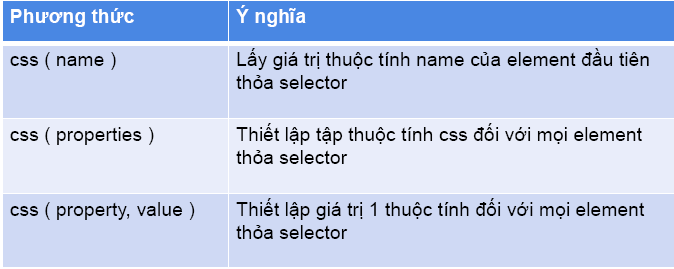 Phương thức Ý nghĩa
css ( name ) Lấy giá trị thuộc tính name của element đầu tiên
thỏa selector
css ( properties ) Thiết lập tập thuộc tính css đối với mọi element
thỏa selector
css ( property, value ) Thiết lập giá trị 1 thuộc tính đối với mọi element
thỏa selector